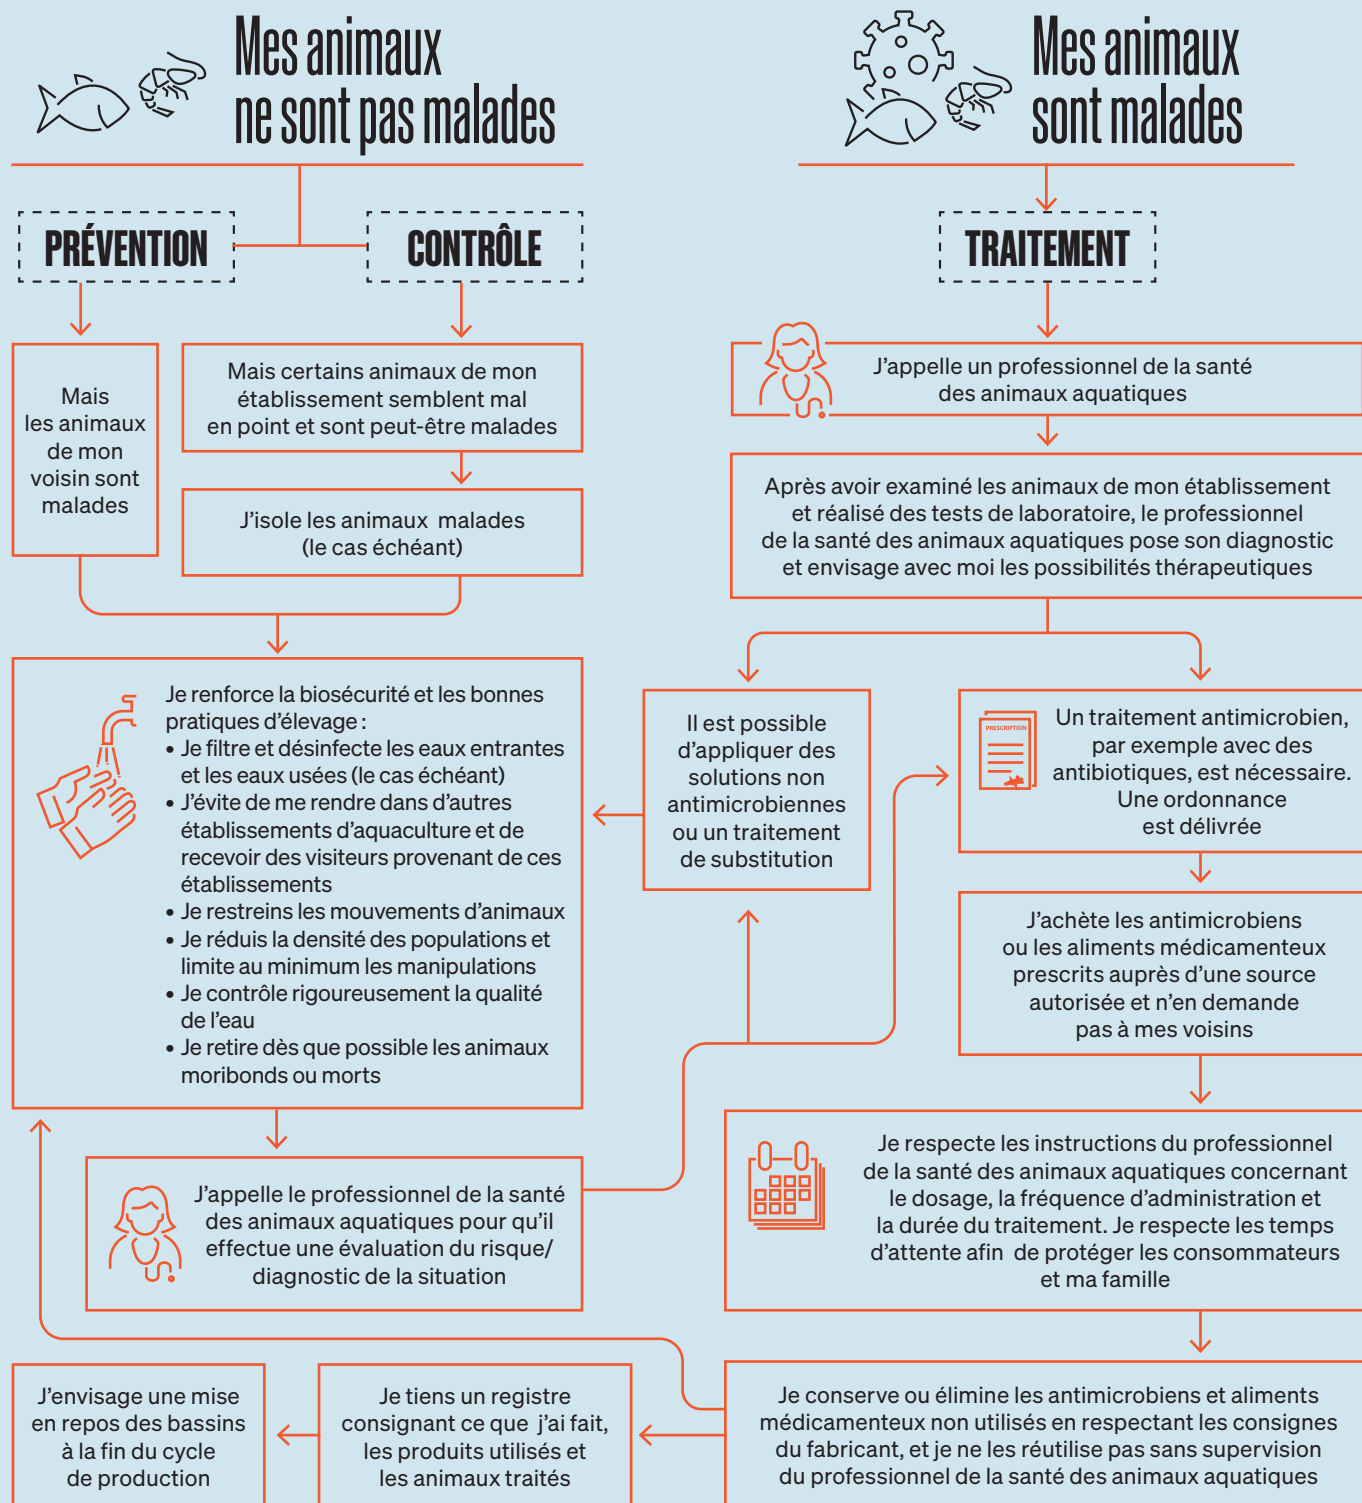 Mes animaux
ne sont pas malades
PRÉVENTION
CONTRÔLE
Mais
les animaux
de mon
voisin sont
malades
Mais certains animaux de mon
établissement semblent mal
en point et sont peut-être malades
J'isole les animaux malades
(le cas échéant)
Je renforce la biosécurité et les bonnes
pratiques d'élevage :
• Je filtre et désinfecte les eaux entrantes
et les eaux usées (le cas échéant)
• J'évite de me rendre dans d'autres
établissements d'aquaculture et de
recevoir des visiteurs provenant de ces
établissements
• Je restreins les mouvements d'animaux
• Je réduis la densité des populations et
limite au minimum les manipulations
• Je contrôle rigoureusement la qualité
de l'eau
• Je retire dès que possible les animaux
moribonds ou morts
J'appelle le professionnel de la santé
des animaux aquatiques pour qu'il
effectue une évaluation du risque/
diagnostic de la situation
Mes animaux
sont malades
TRAITEMENT
J'appelle un professionnel de la santé
des animaux aquatiques
Après avoir examiné les animaux de mon établissement
et réalisé des tests de laboratoire, le professionnel
de la santé des animaux aquatiques pose son diagnostic
et envisage avec moi les possibilités thérapeutiques
Il est possible
d'appliquer des
solutions non
antimicrobiennes
ou un traitement
de substitution
PRESCRIPTION
Un traitement antimicrobien,
par exemple avec des
antibiotiques, est nécessaire.
Une ordonnance
est délivrée
J'achète les antimicrobiens
ou les aliments médicamenteux
prescrits auprès d'une source
autorisée et n'en demande
pas à mes voisins
Je respecte les instructions du professionnel
de la santé des animaux aquatiques concernant
le dosage, la fréquence d'administration et
la durée du traitement. Je respecte les temps
d'attente afin de protéger les consommateurs
et ma famille
Je conserve ou élimine les antimicrobiens et aliments
médicamenteux non utilisés en respectant les consignes
du fabricant, et je ne les réutilise pas sans supervision
du professionnel de la santé des animaux aquatiques
Je tiens un registre
consignant ce que j'ai fait,
les produits utilisés et
les animaux traités
J'envisage une mise
en repos des bassins
à la fin du cycle
de production